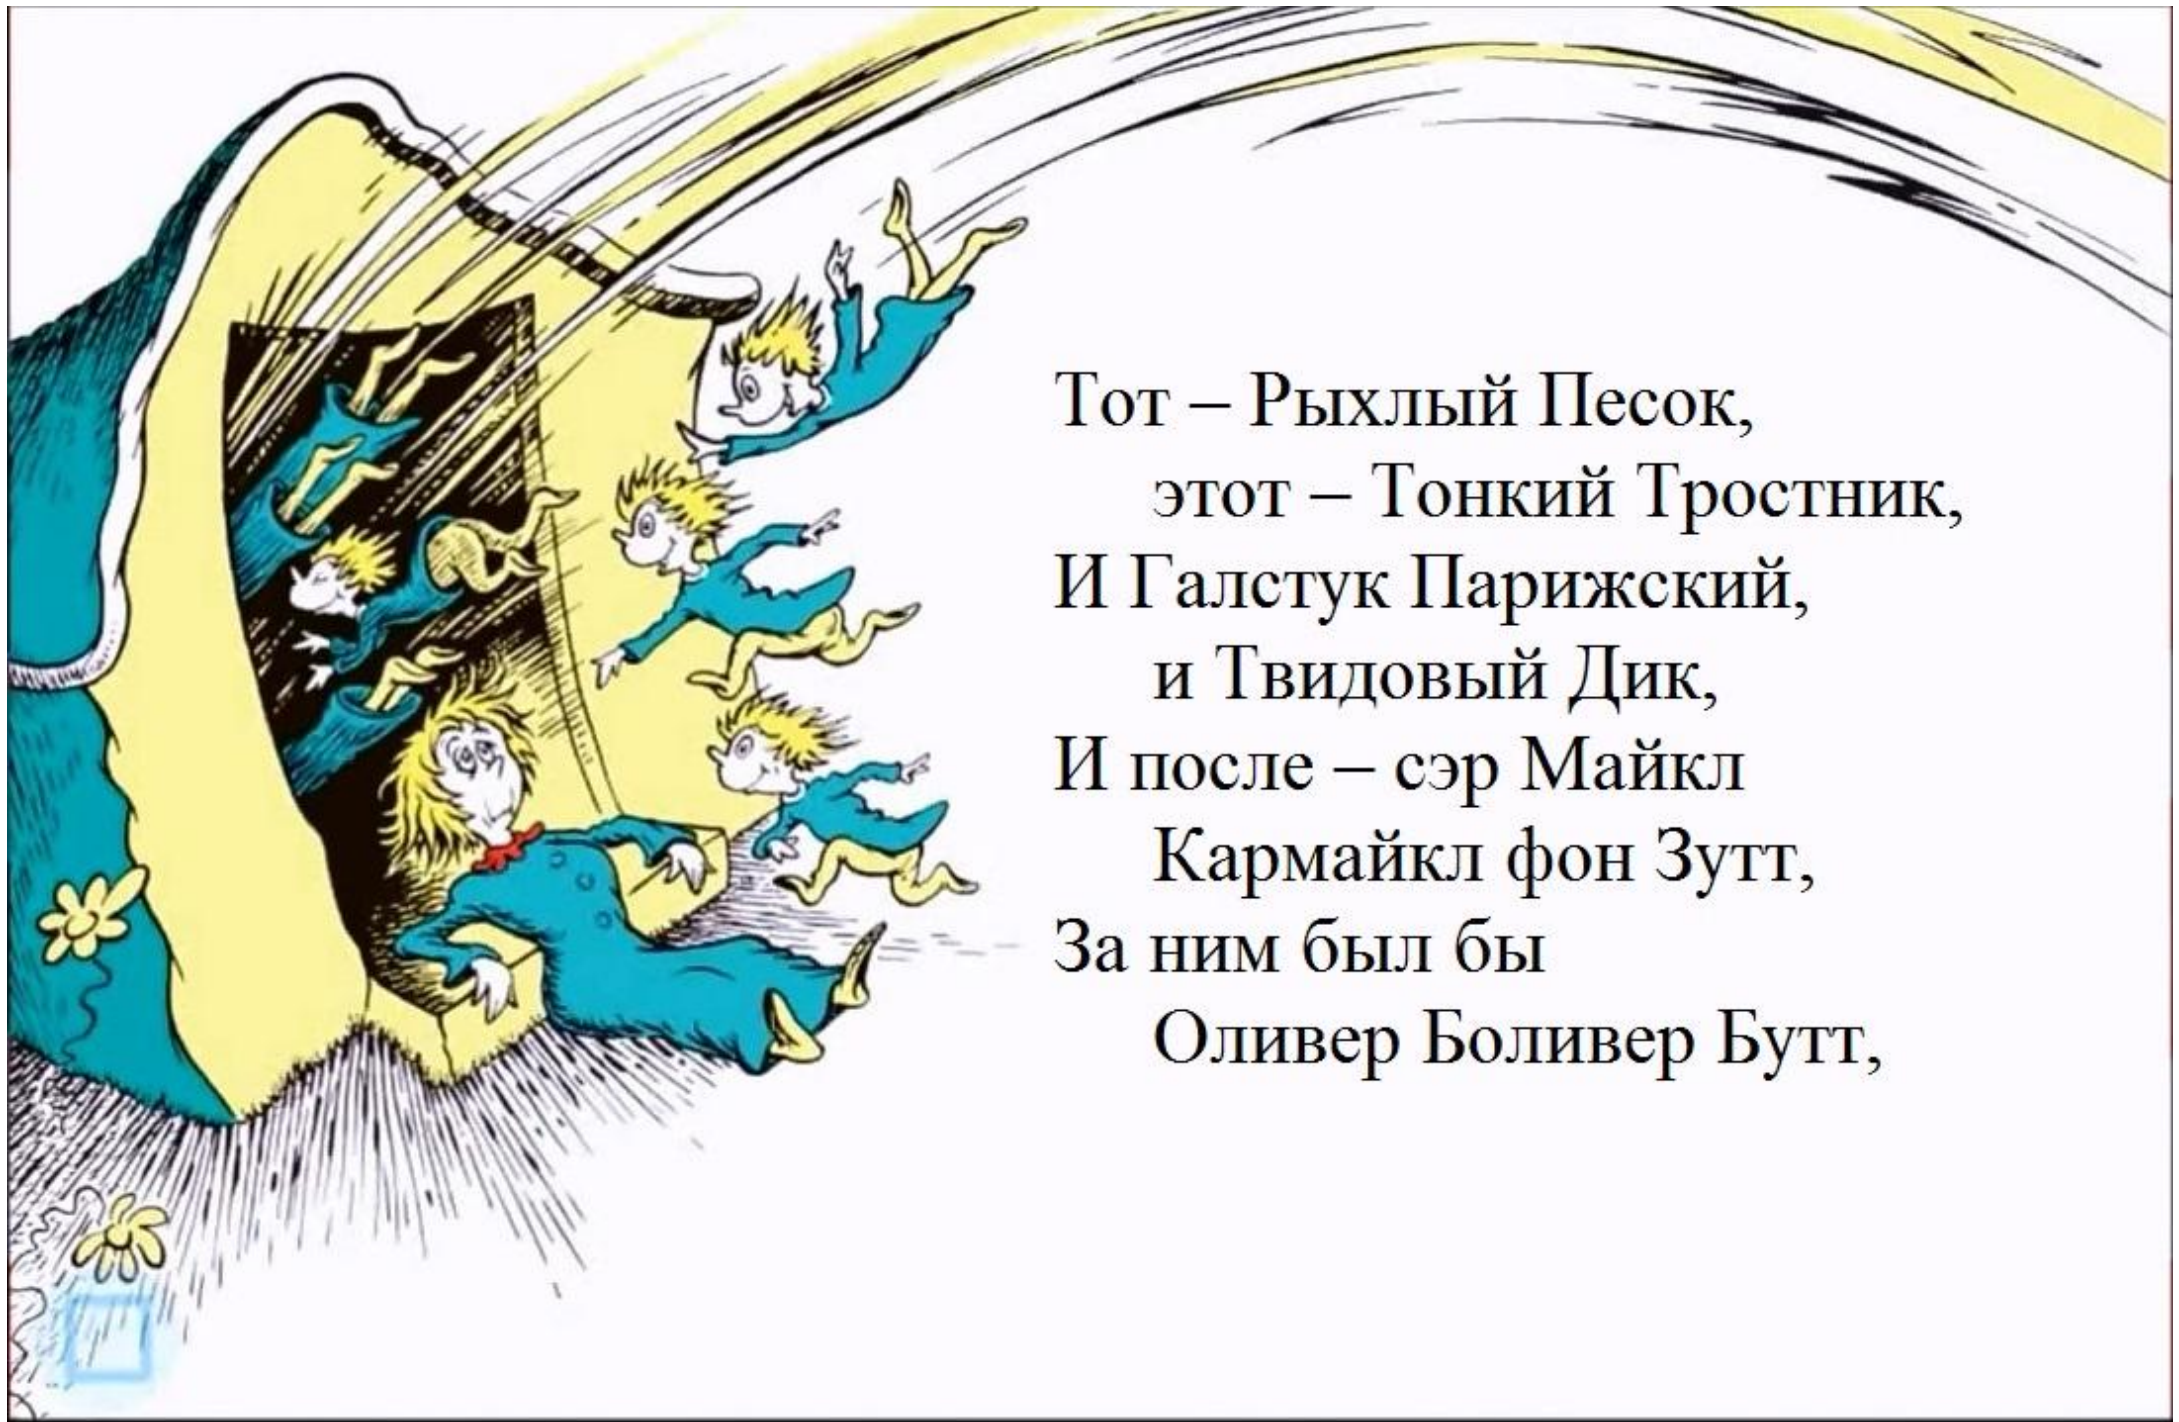 Тот – Рыхлый Песок,
этот – Тонкий Тростник,
И Галстук Парижский,
и Твидовый Дик,
И после – сэр Майкл
Кармайкл фон Зутт,
За ним был бы
Оливер Боливер Бутт,